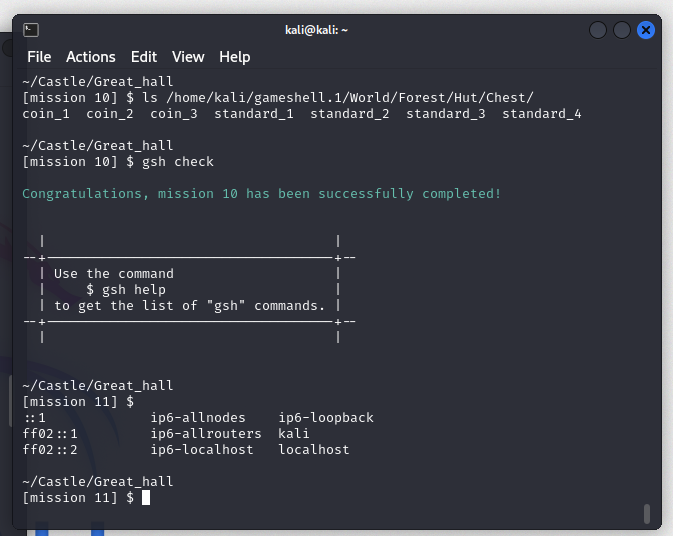 kali@kali: ~
File Actions Edit View Help
~/Castle/Great_hall
[mission 10] $ ls /home/kali/gameshell.1/World/Forest/Hut/Chest/
coin_1 coin_2 coin_3 standard_1 standard_2 standard_3 standard_4
~/Castle/Great_hall
[mission 10] $ gsh check
Congratulations, mission 10 has been successfully completed!
Use the command
$ gsh help
to get the list of "gsh" commands.
~/Castle/Great_hall
[mission 11] $
::1 ip6-allnodes ip6-loopback
ff02::1 ip6-allrouters kali
ff02::2 ip6-localhost localhost
~/Castle/Great_hall
[mission 11] $